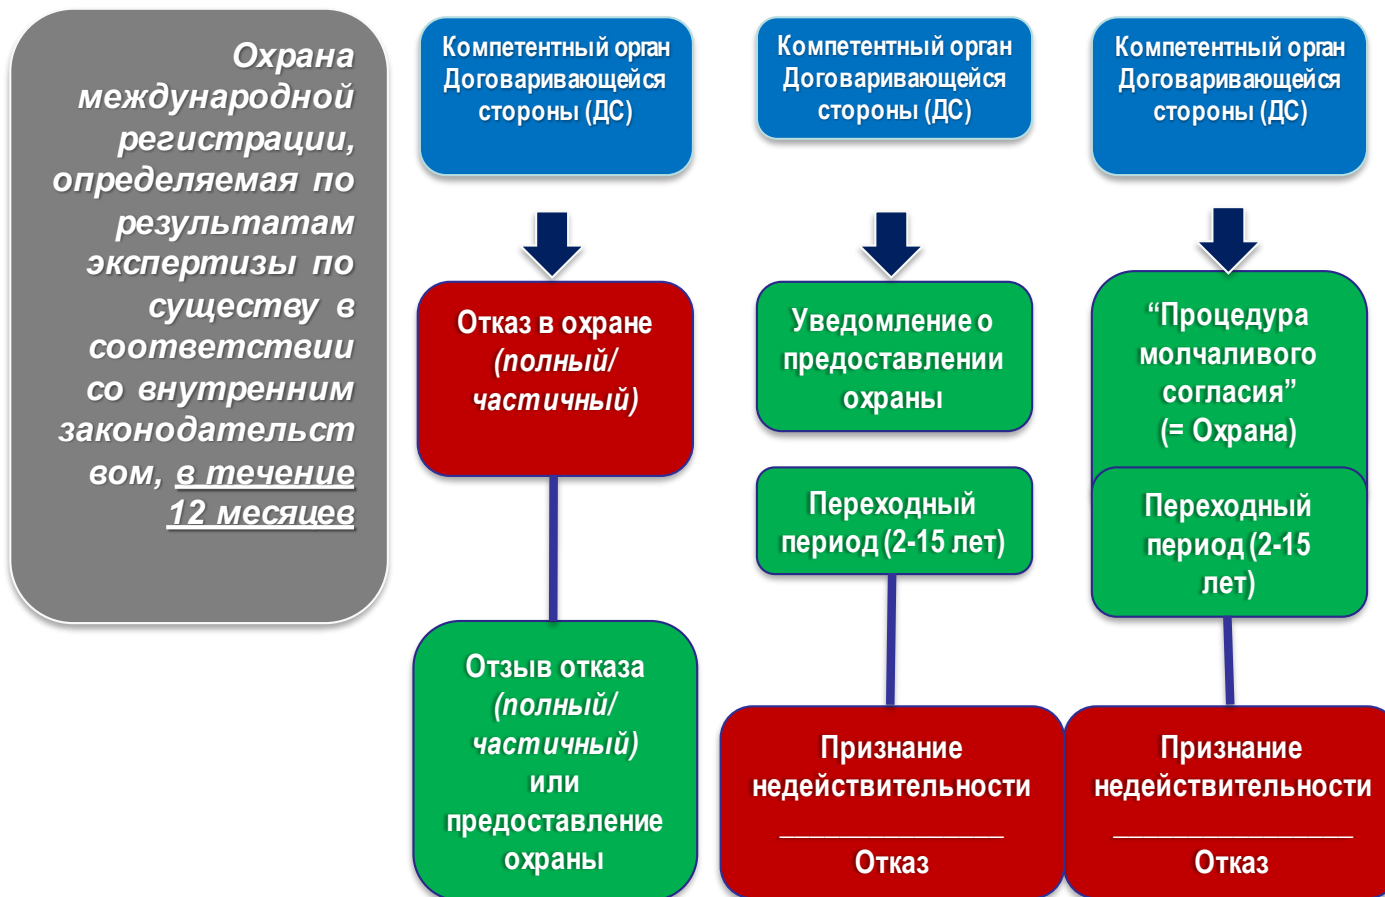 Охрана
международной
регистрации,
определяемая по
результатам
экспертизы по
существу в
соответствии
со внутренним
законодательст
вом, в течение
12 месяцев
Компетентный орган
Договаривающейся
стороны (ДС)
Отказ в охране
(полный/
частичный)
Отзыв отказа
(полный/
частичный)
или
предоставление
охраны
Компетентный орган
Договаривающейся
стороны (ДС)
Уведомление о
предоставлении
охраны
Переходный
период (2-15 лет)
Признание
недействительности
________________
Отказ
Компетентный орган
Договаривающейся
стороны (ДС)
“Процедура
молчаливого
согласия”
(= Охрана)
Переходный
период (2-15
лет)
Признание
недействительности
_________________
Отказ